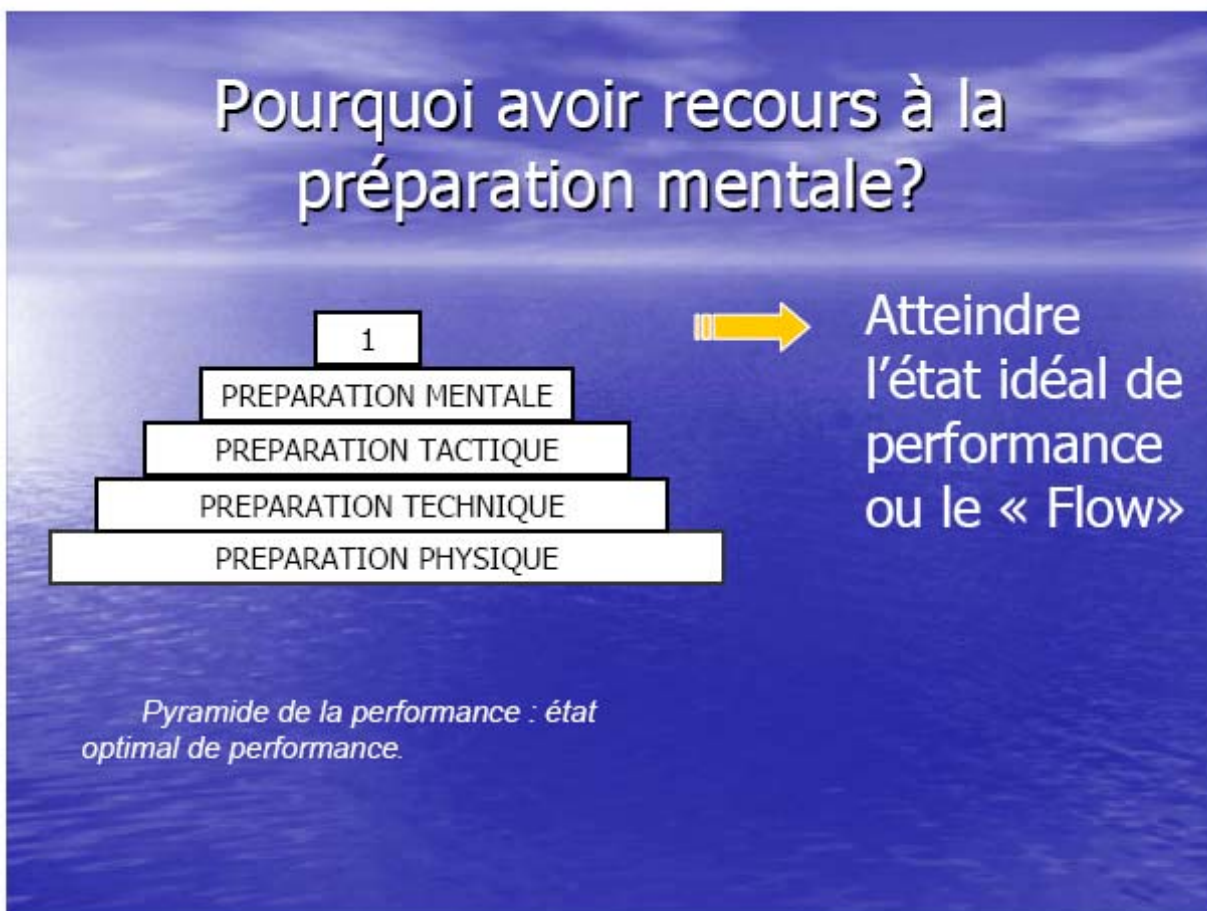 Pourquoi avoir recours à la
préparation mentale?
1
PREPARATION MENTALE
PREPARATION TACTIQUE
PREPARATION TECHNIQUE
PREPARATION PHYSIQUE
Atteindre
l'état idéal de
performance
ou le « Flow»
Pyramide de la performance : état
optimal de performance.